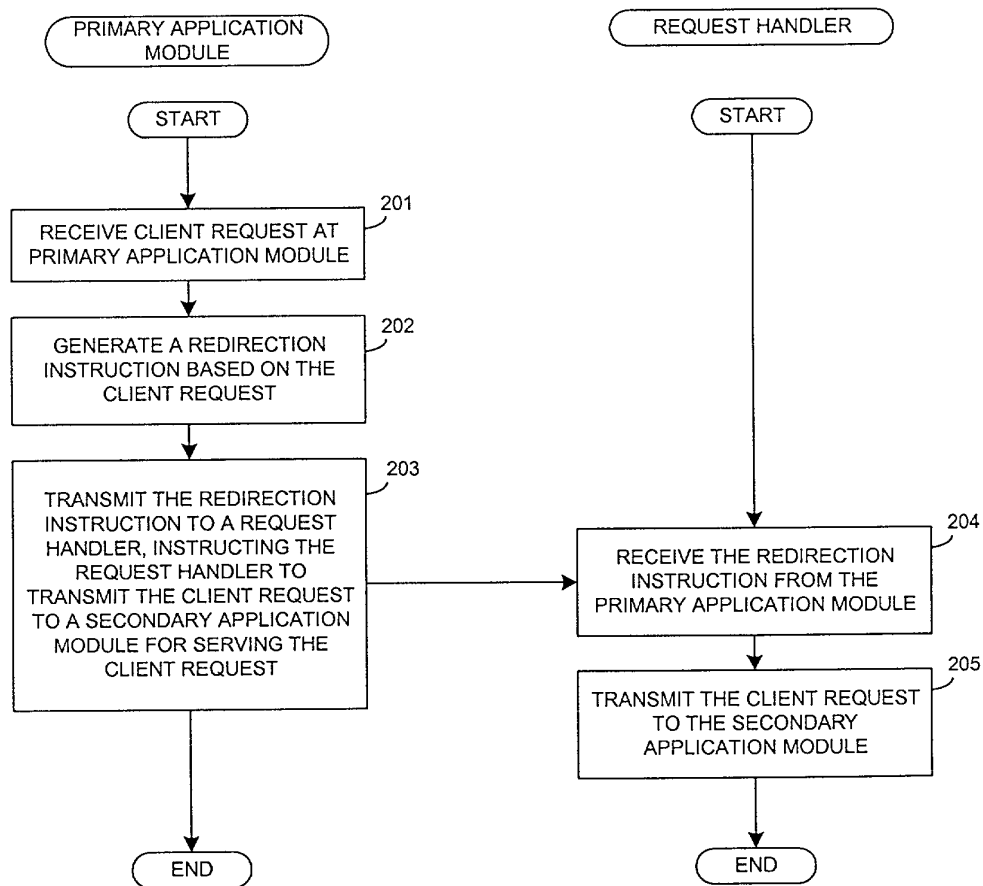 PRIMARY APPLICATION
MODULE
START
201
RECEIVE CLIENT REQUEST AT
PRIMARY APPLICATION MODULE
202
GENERATE A REDIRECTION
INSTRUCTION BASED ON THE
CLIENT REQUEST
203
TRANSMIT THE REDIRECTION
INSTRUCTION TO A REQUEST
HANDLER, INSTRUCTING THE
REQUEST HANDLER TO
TRANSMIT THE CLIENT REQUEST
TO A SECONDARY APPLICATION
MODULE FOR SERVING THE
CLIENT REQUEST
END
REQUEST HANDLER
START
204
RECEIVE THE REDIRECTION
INSTRUCTION FROM THE
PRIMARY APPLICATION MODULE
205
TRANSMIT THE CLIENT REQUEST
TO THE SECONDARY
APPLICATION MODULE
END